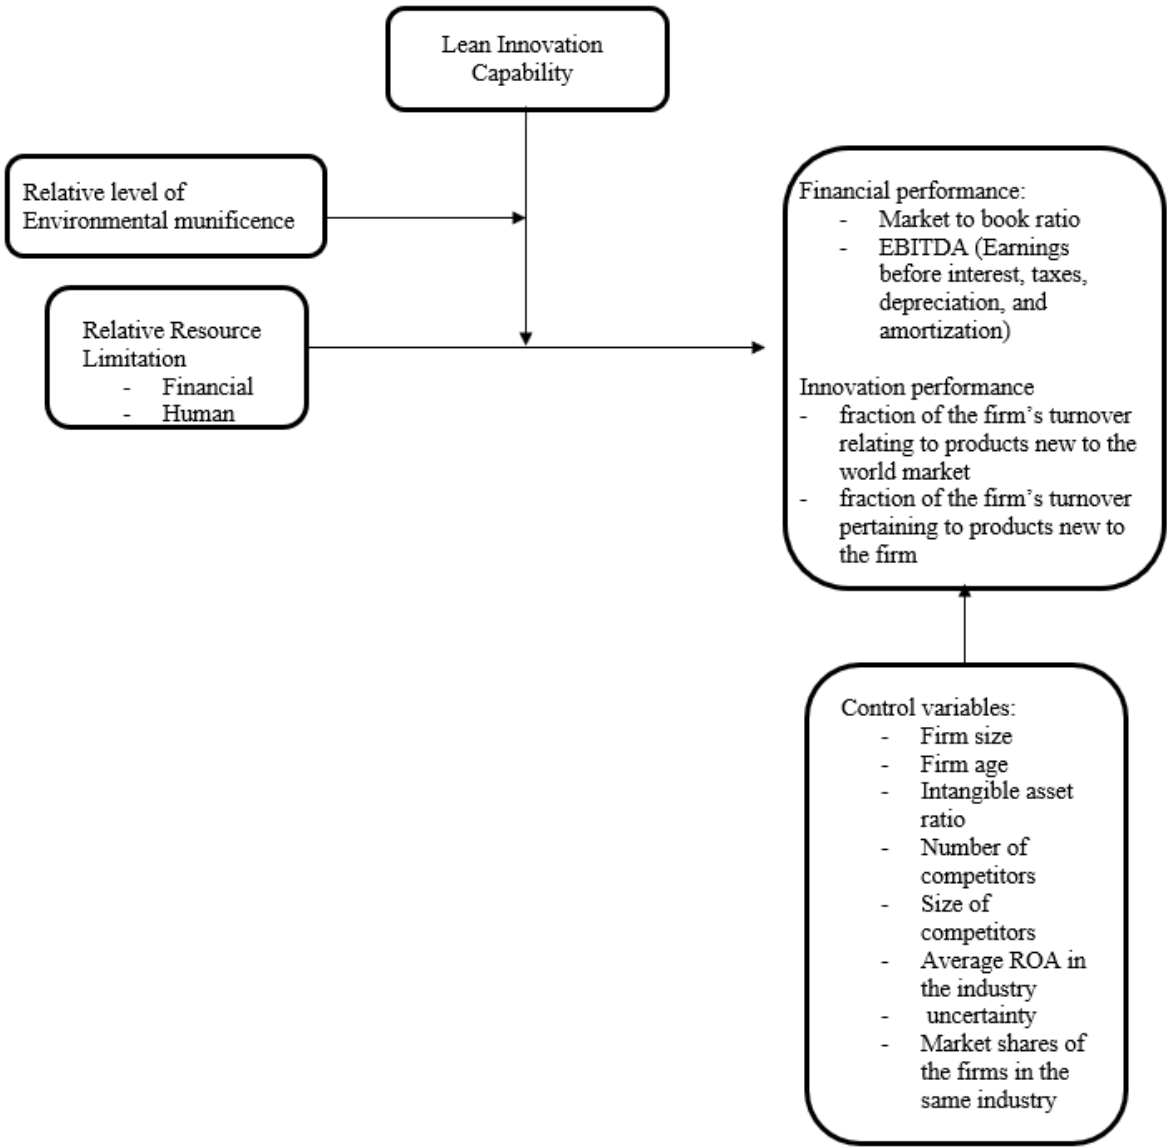 Lean Innovation
Capability
Relative level of
Environmental munificence
Relative Resource
Limitation
- Financial
- Human
Financial performance:
- Market to book ratio
- EBITDA (Earnings
before interest, taxes,
depreciation, and
amortization)
Innovation performance
- fraction of the firm’s turnover
relating to products new to the
world market
- fraction of the firm’s turnover
pertaining to products new to
the firm
Control variables:
- Firm size
- Firm age
- Intangible asset
ratio
- Number of
competitors
- Size of
competitors
- Average ROA in
the industry
- uncertainty
- Market shares of
the firms in the
same industry